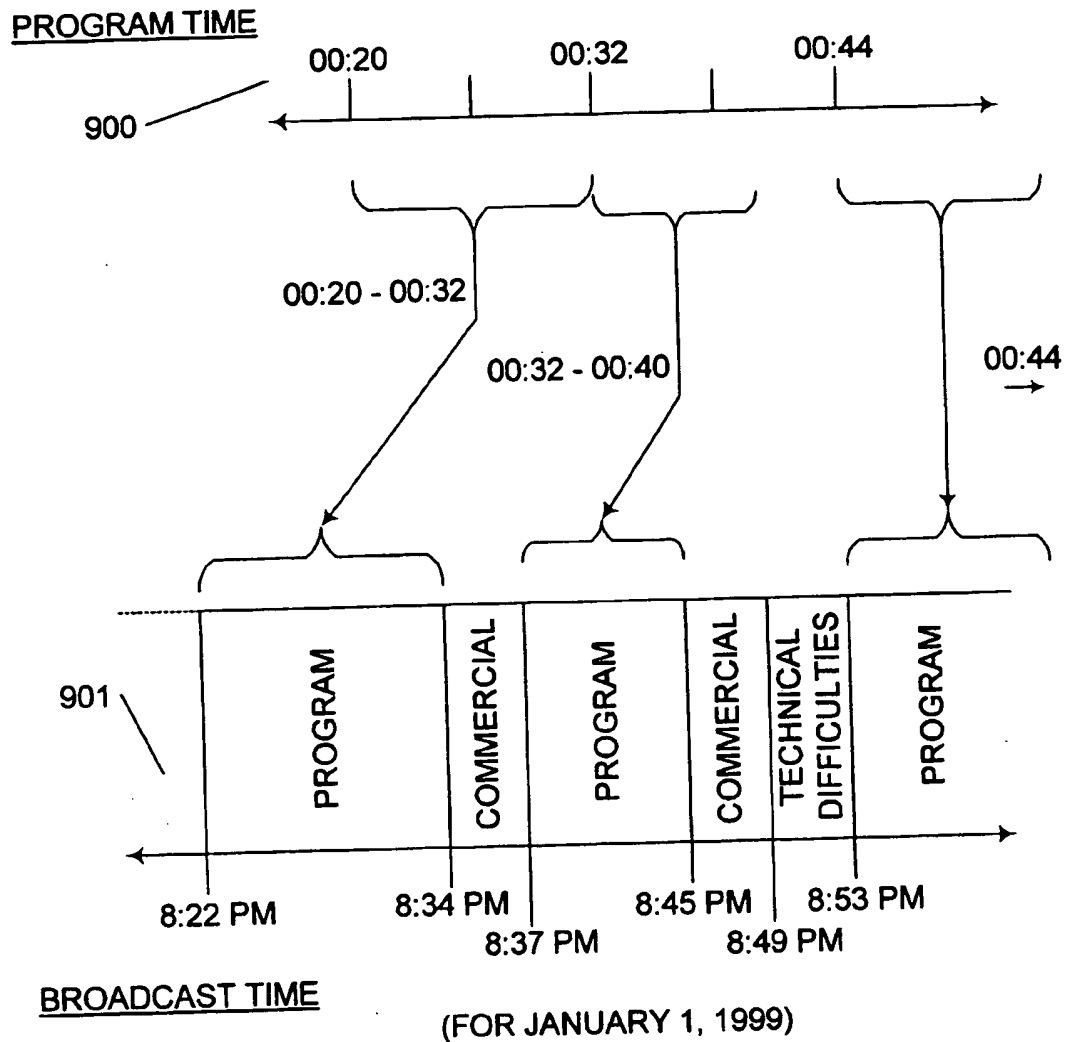 PROGRAM TIME
00:20
00:32
00:44
900
00:20 - 00:32
00:32 - 00:40
00:44
901
PROGRAM
COMMERCIAL
PROGRAM
COMMERCIAL
TECHNICAL
DIFFICULTIES
PROGRAM
8:22 PM
8:34 PM
8:37 PM
8:45 PM
8:49 PM
8:53 PM
BROADCAST TIME
(FOR JANUARY 1, 1999)